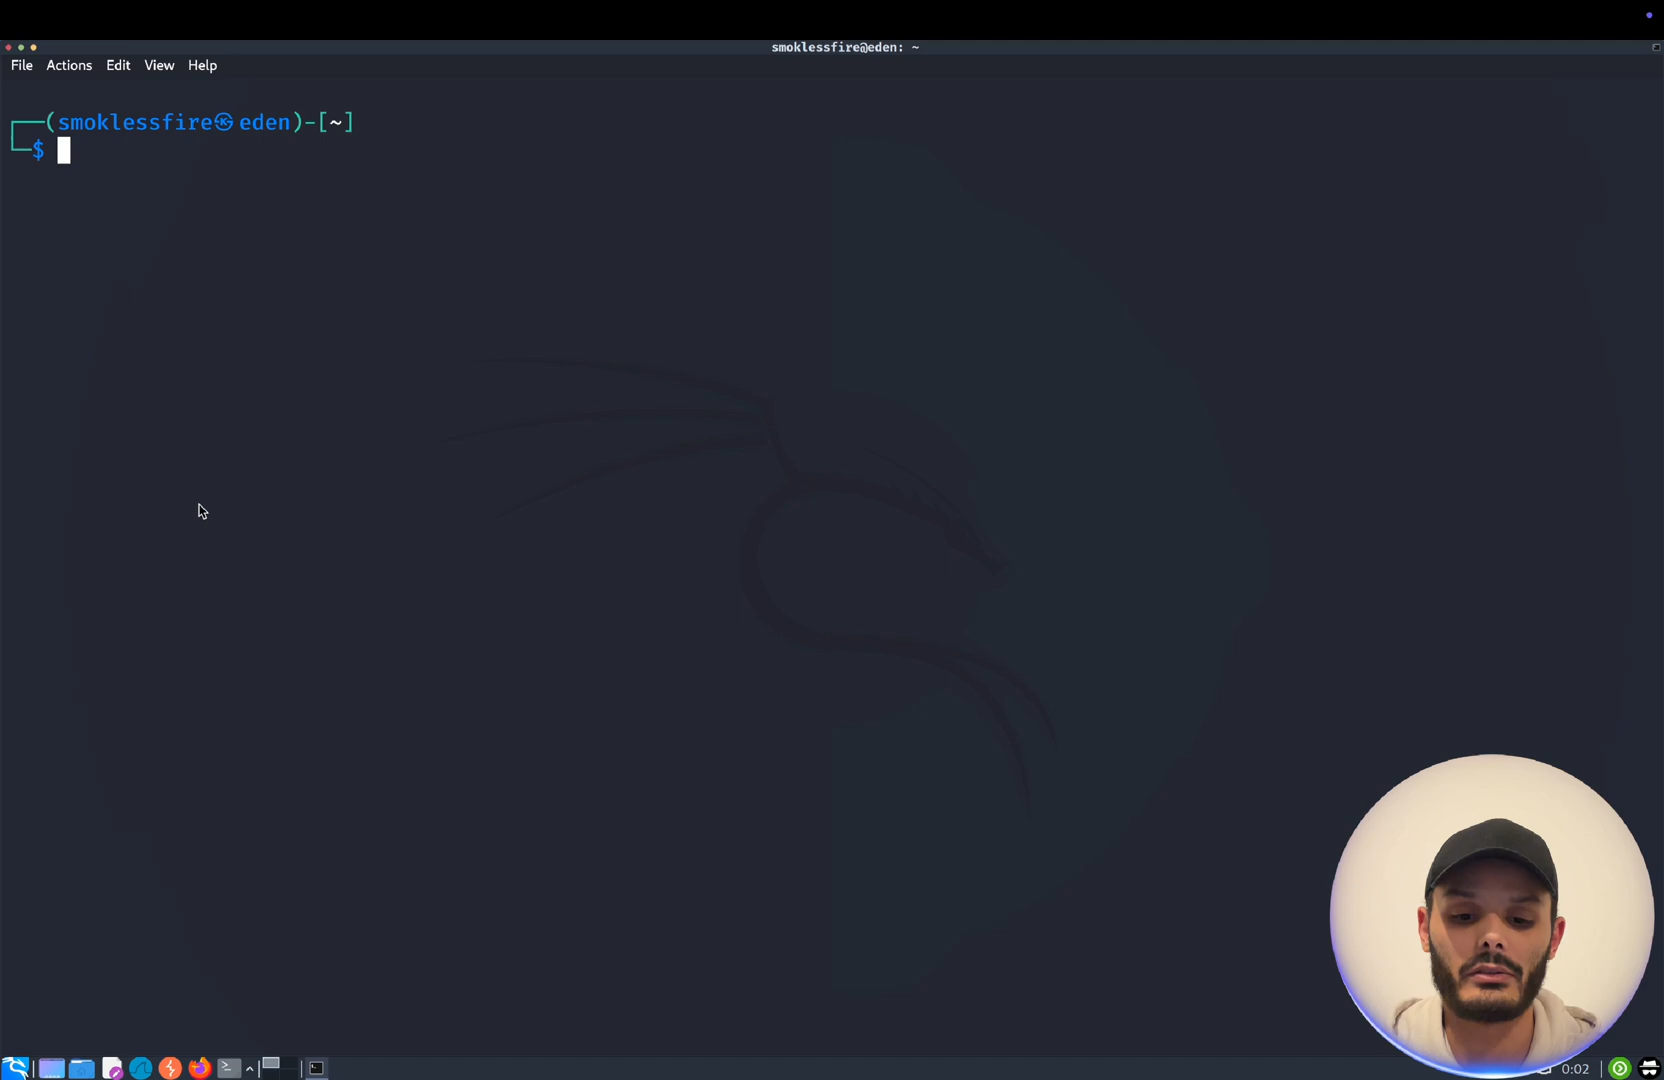 smoklessfire@eden: ~
File Actions Edit View Help
┌──(smoklessfire㉿eden)-[~]
└─$
0:02